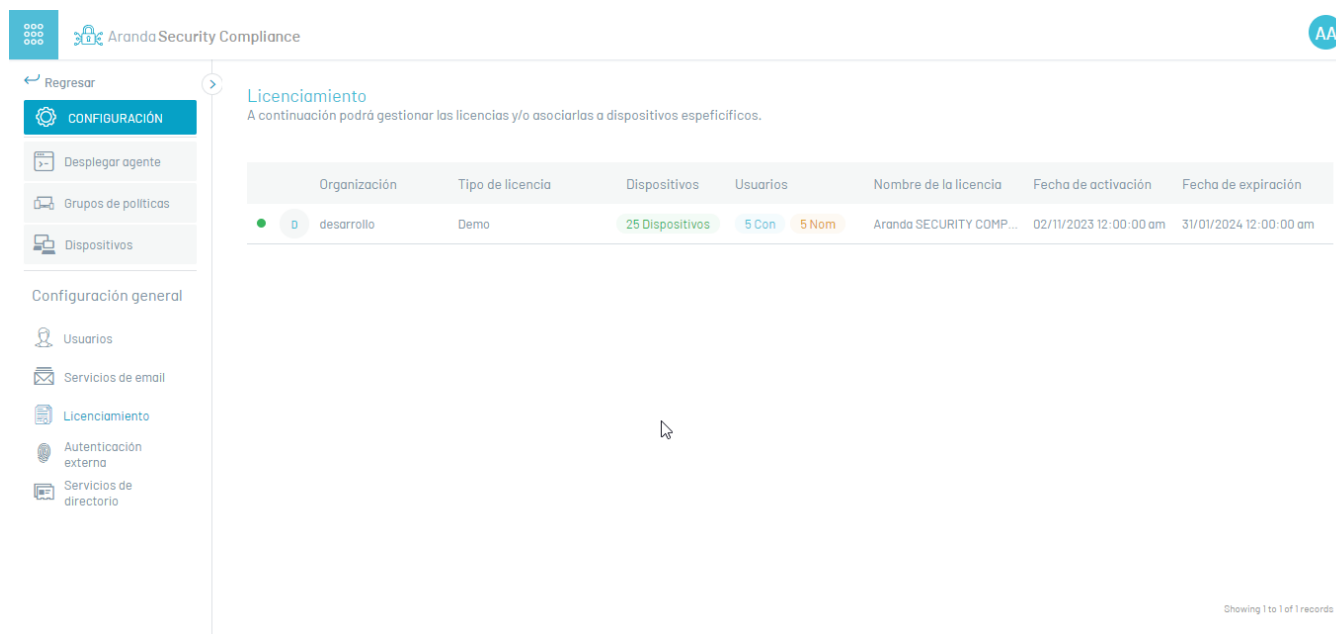 Aranda Security Compliance
AA
Regresar
CONFIGURACIÓN
Desplegar agente
Grupos de políticas
Dispositivos
Configuración general
Usuarios
Servicios de email
Licenciamiento
Autenticación
externa
Servicios de
directorio
Licenciamiento
A continuación podrá gestionar las licencias y/o asociarlas a dispositivos espeficíficos.
Organización Tipo de licencia Dispositivos Usuarios Nombre de la licencia Fecha de activación Fecha de expiración
D desarrollo Demo 25 Dispositivos 5 Con 5 Nom Aranda SECURITY COMP... 02/11/2023 12:00:00 am 31/01/2024 12:00:00 am
Showing 1 to 1 of 1 records